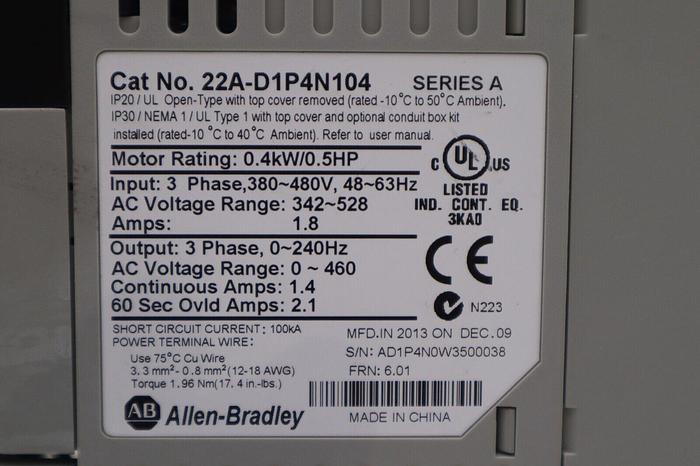 Cat No. 22A-D1P4N104 SERIES A
IP20 / UL Open-Type with top cover removed (rated -10°C to 50°C Ambient).
IP30 / NEMA 1 / UL Type 1 with top cover and optional conduit box kit
installed (rated-10 °C to 40°C Ambient). Refer to user manual.
Motor Rating: 0.4kW/0.5HP
Input: 3 Phase,380~480V, 48~63Hz
AC Voltage Range: 342~528
Amps: 1.8
C UL US
LISTED
IND. CONT. EQ.
3KA0
Output: 3 Phase, 0~240Hz
AC Voltage Range: 0 ~ 460
Continuous Amps: 1.4
60 Sec Ovld Amps: 2.1
CE
N223
SHORT CIRCUIT CURRENT: 100kA
POWER TERMINAL WIRE:
Use 75°C Cu Wire
3.3mm²-0.8mm²(12-18 AWG)
Torque 1.96 Nm(17.4 in.-lbs.)
MFD.IN 2013 ON DEC.09
S/N: AD1P4N0W3500038
FRN: 6.01
AB Allen-Bradley
MADE IN CHINA